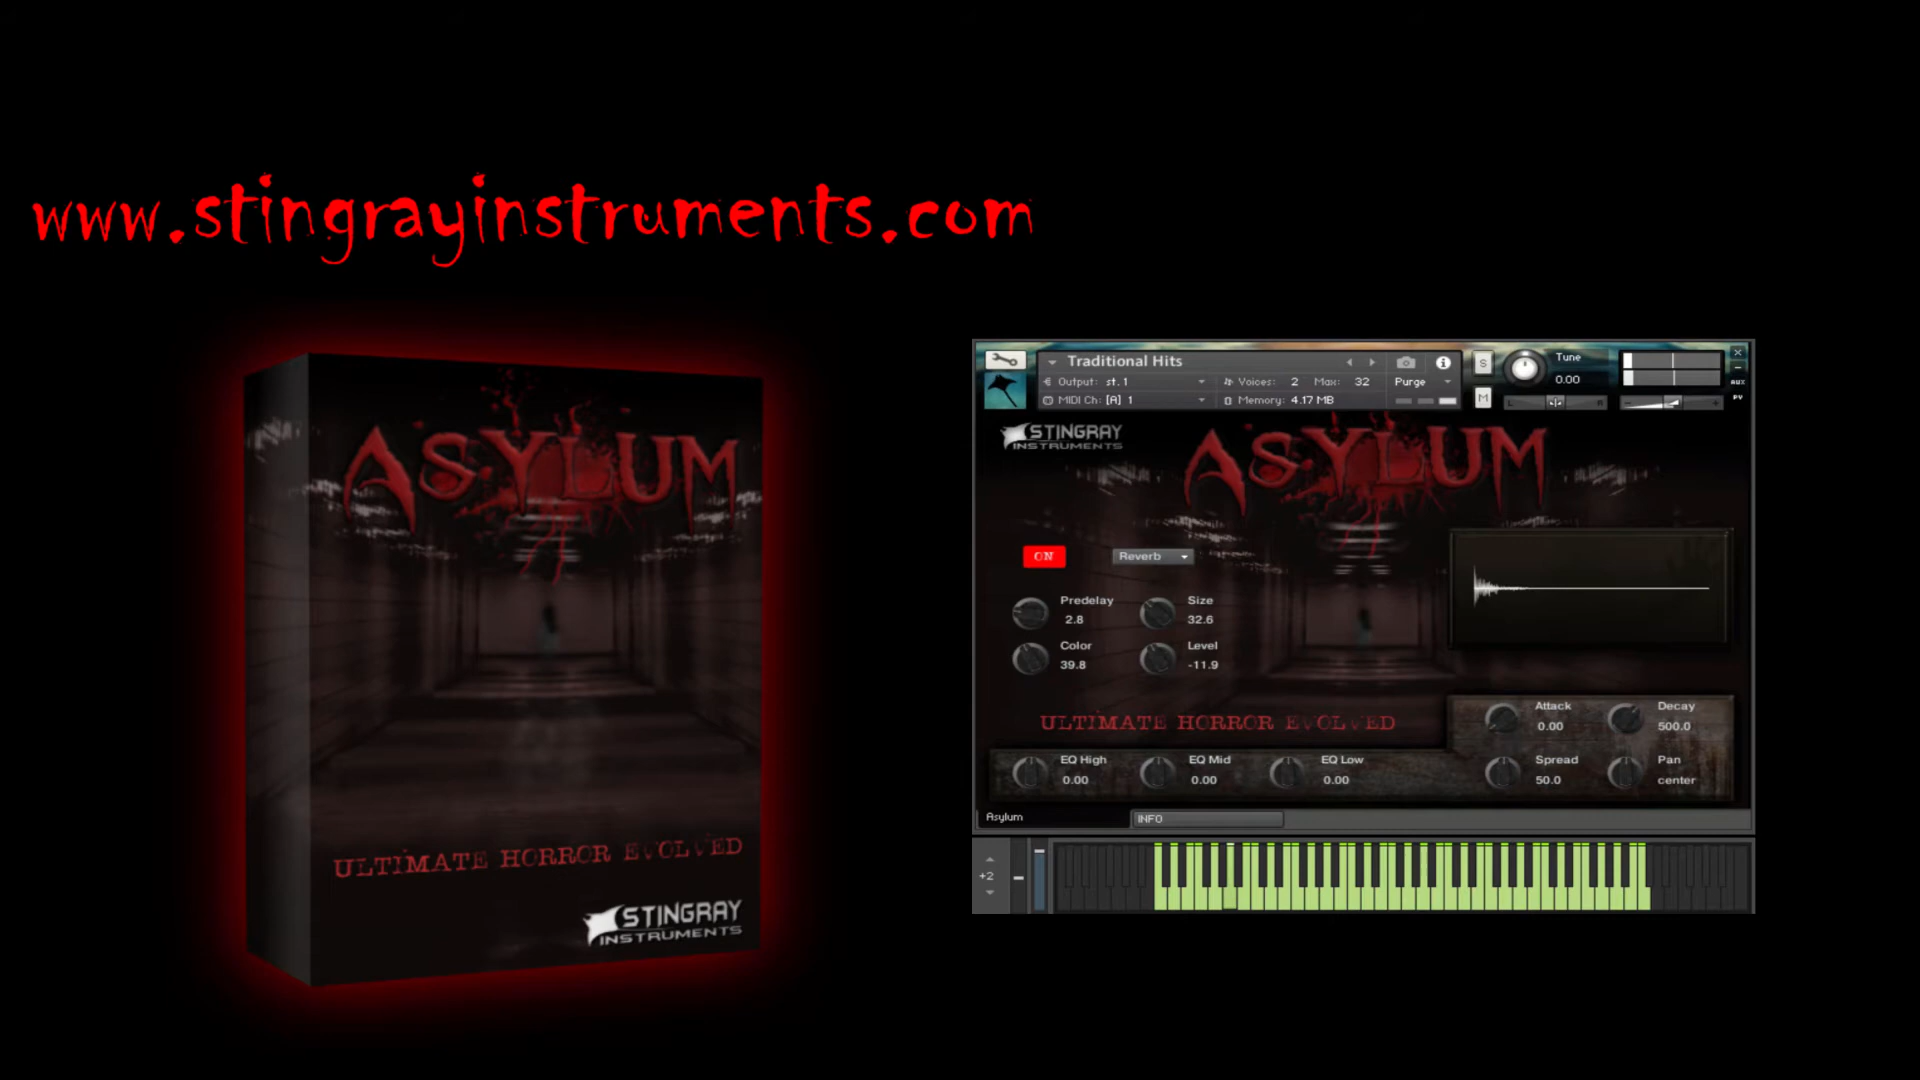 www.stingrayinstruments.com
ASYLUM
ULTIMATE HORROR EVOLVED
STINGRAY
INSTRUMENTS
Traditional Hits
Output: st. 1
Voices: 2 Max: 32
Purge
MIDI Ch: [A] 1
Memory: 4.17 MB
S
M
Tune
0.00
L
R
aux
PV
STINGRAY
INSTRUMENTS
ASYLUM
ON
Reverb
Predelay
2.8
Size
32.6
Color
39.8
Level
-11.9
ULTIMATE HORROR EVOLVED
Attack
0.00
Decay
500.0
EQ High
0.00
EQ Mid
0.00
EQ Low
0.00
Spread
50.0
Pan
center
Asylum
INFO
+2